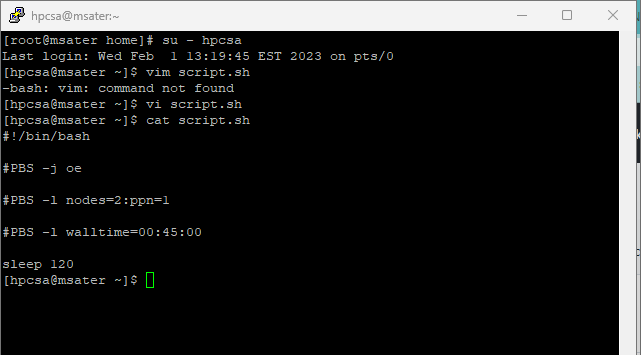 hpcsa@msater:~
[root@msater home]# su - hpcsa
Last login: Wed Feb  1 13:19:45 EST 2023 on pts/0
[hpcsa@msater ~]$ vim script.sh
-bash: vim: command not found
[hpcsa@msater ~]$ vi script.sh
[hpcsa@msater ~]$ cat script.sh
#!/bin/bash
#PBS -j oe
#PBS -l nodes=2:ppn=1
#PBS -l walltime=00:45:00
sleep 120
[hpcsa@msater ~]$